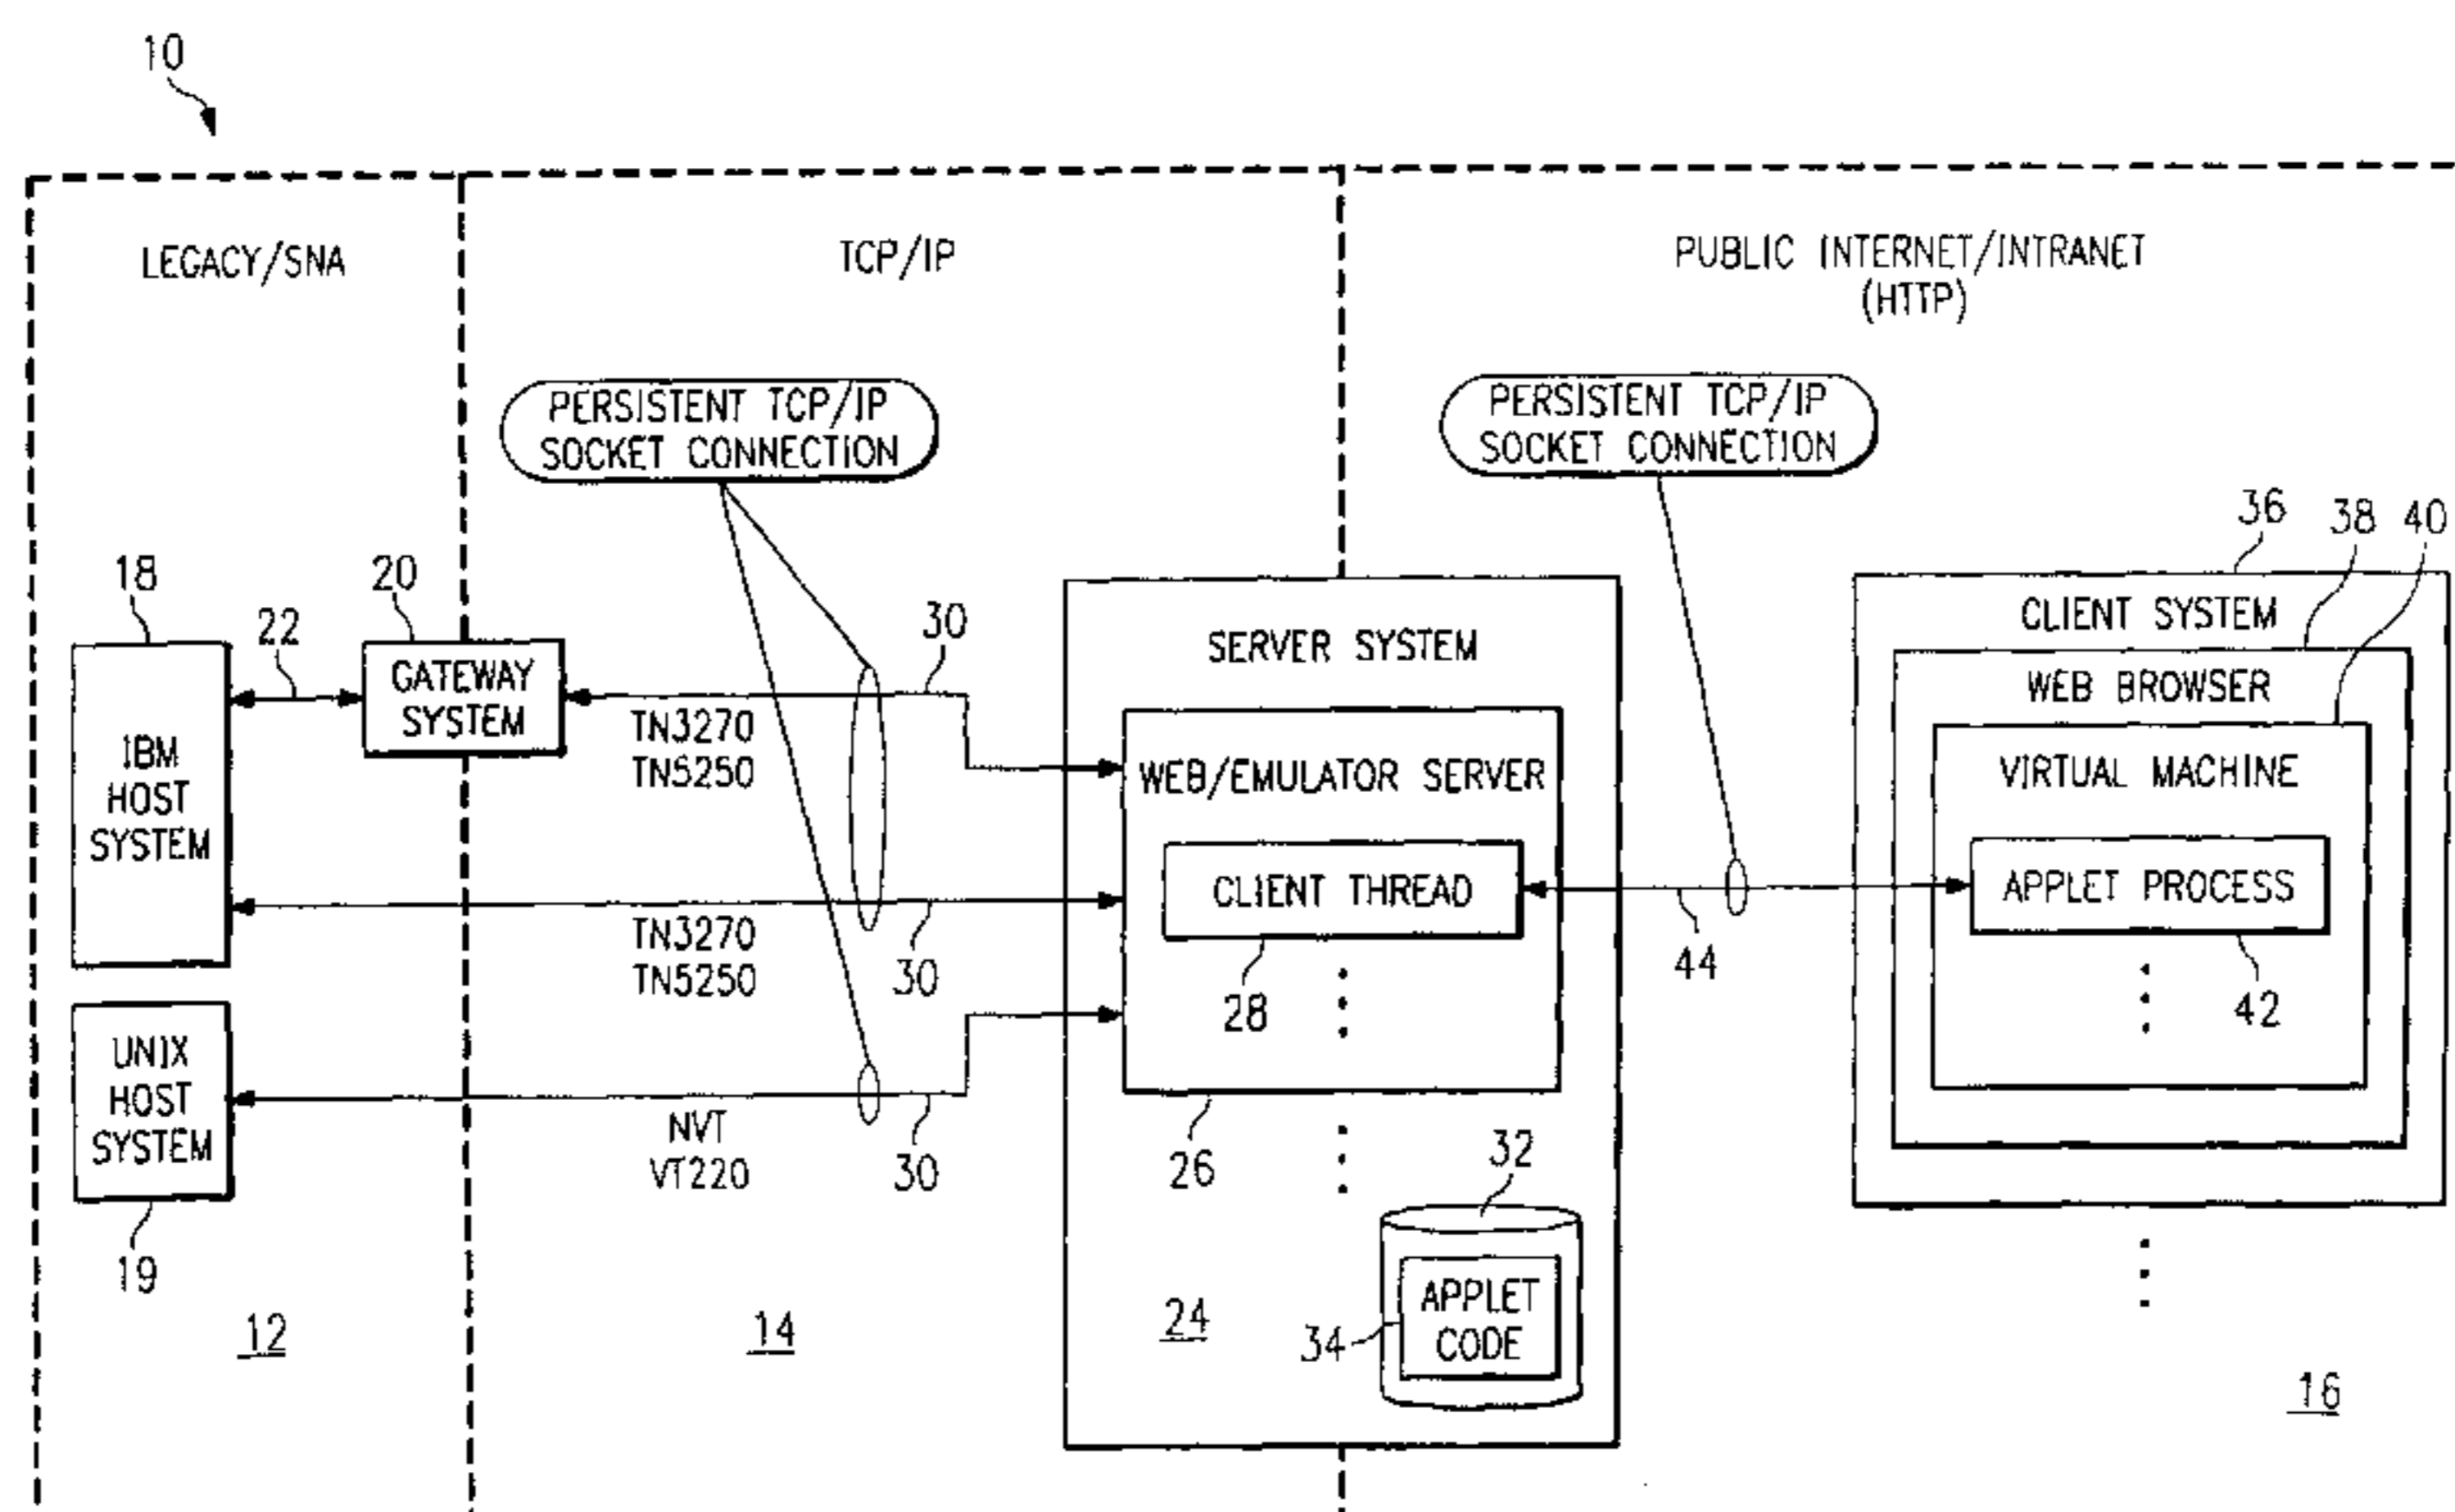 10
LEGACY/SNA
TCP/IP
PUBLIC INTERNET/INTRANET
(HTTP)
PERSISTENT TCP/IP
SOCKET CONNECTION
PERSISTENT TCP/IP
SOCKET CONNECTION
36
38
40
18
22
20
30
IBM
HOST
SYSTEM
GATEWAY
SYSTEM
TN3270
TN5250
SERVER SYSTEM
WEB/EMULATOR SERVER
CLIENT THREAD
28
CLIENT SYSTEM
WEB BROWSER
VIRTUAL MACHINE
APPLET PROCESS
42
44
TN3270
TN5250
30
UNIX
HOST
SYSTEM
19
NVT
VT220
30
26
32
APPLET
CODE
34
12
14
24
16